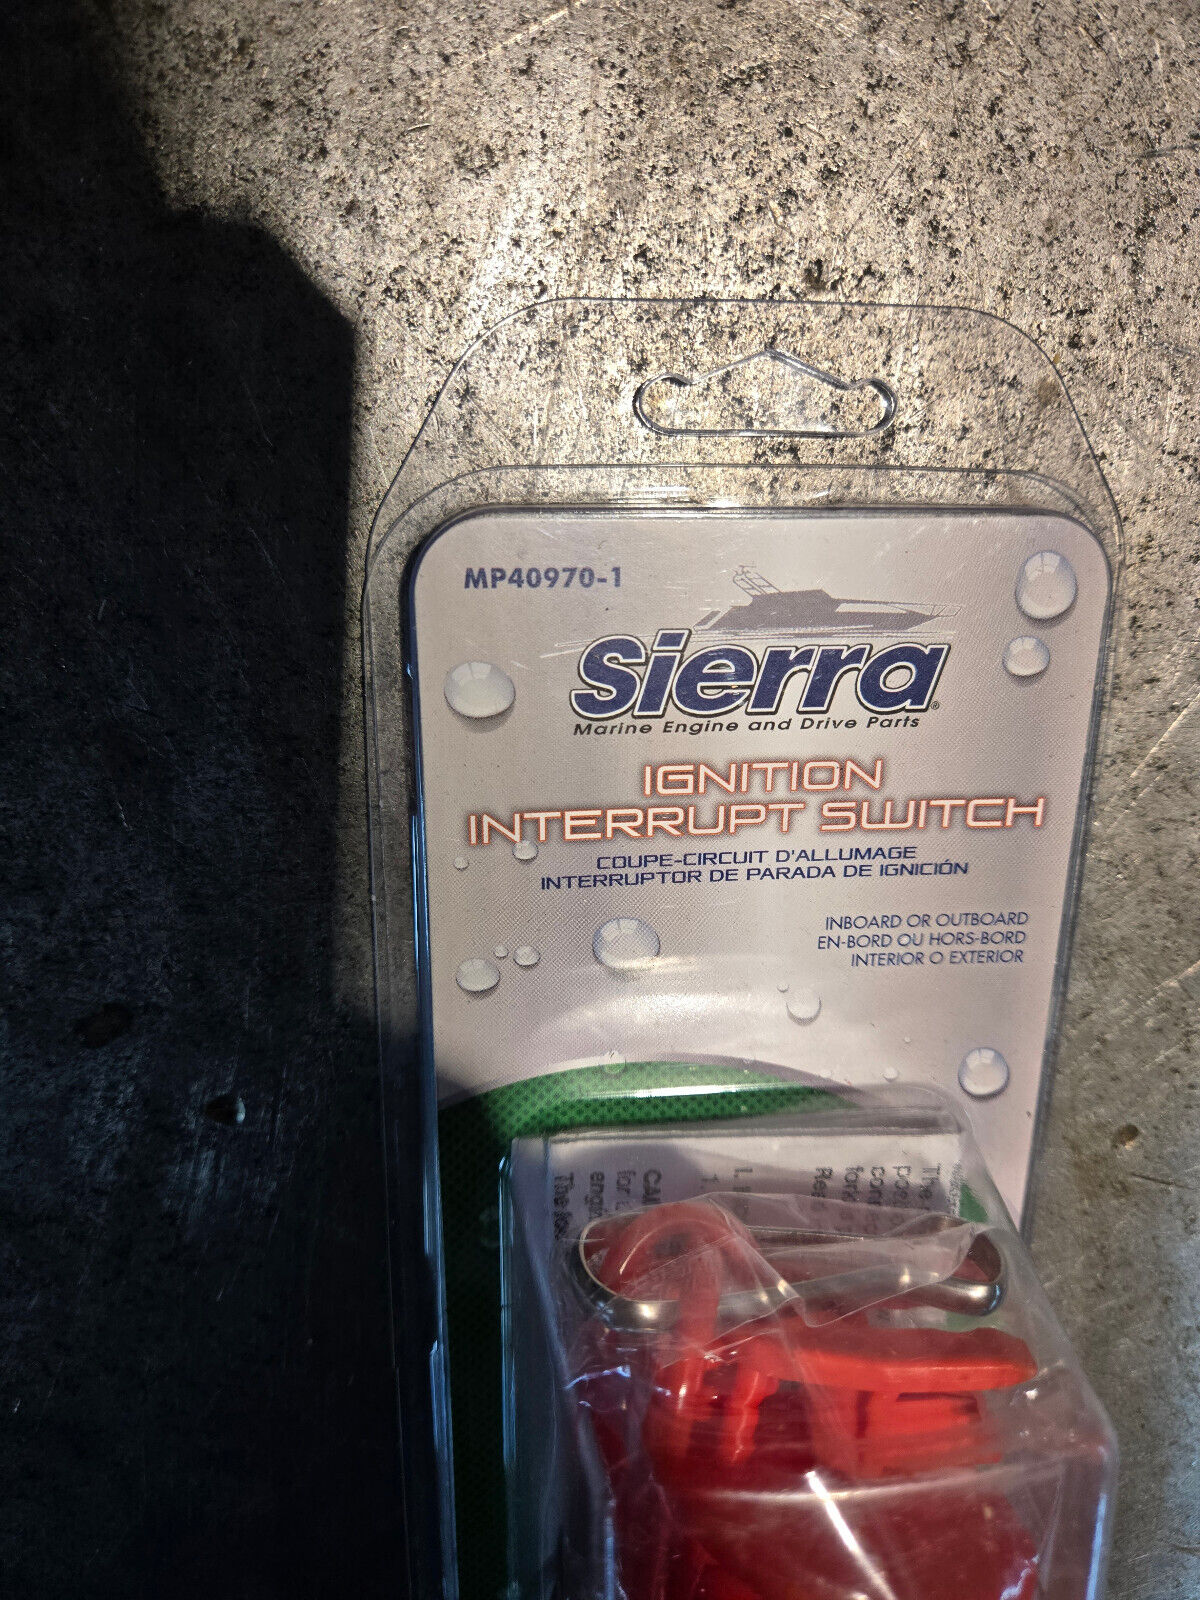 MP40970-1
Sierra®
Marine Engine and Drive Parts
IGNITION
INTERRUPT SWITCH
COUPE-CIRCUIT D'ALLUMAGE
INTERRUPTOR DE PARADA DE IGNICIÓN
INBOARD OR OUTBOARD
EN-BORD OU HORS-BORD
INTERIOR O EXTERIOR